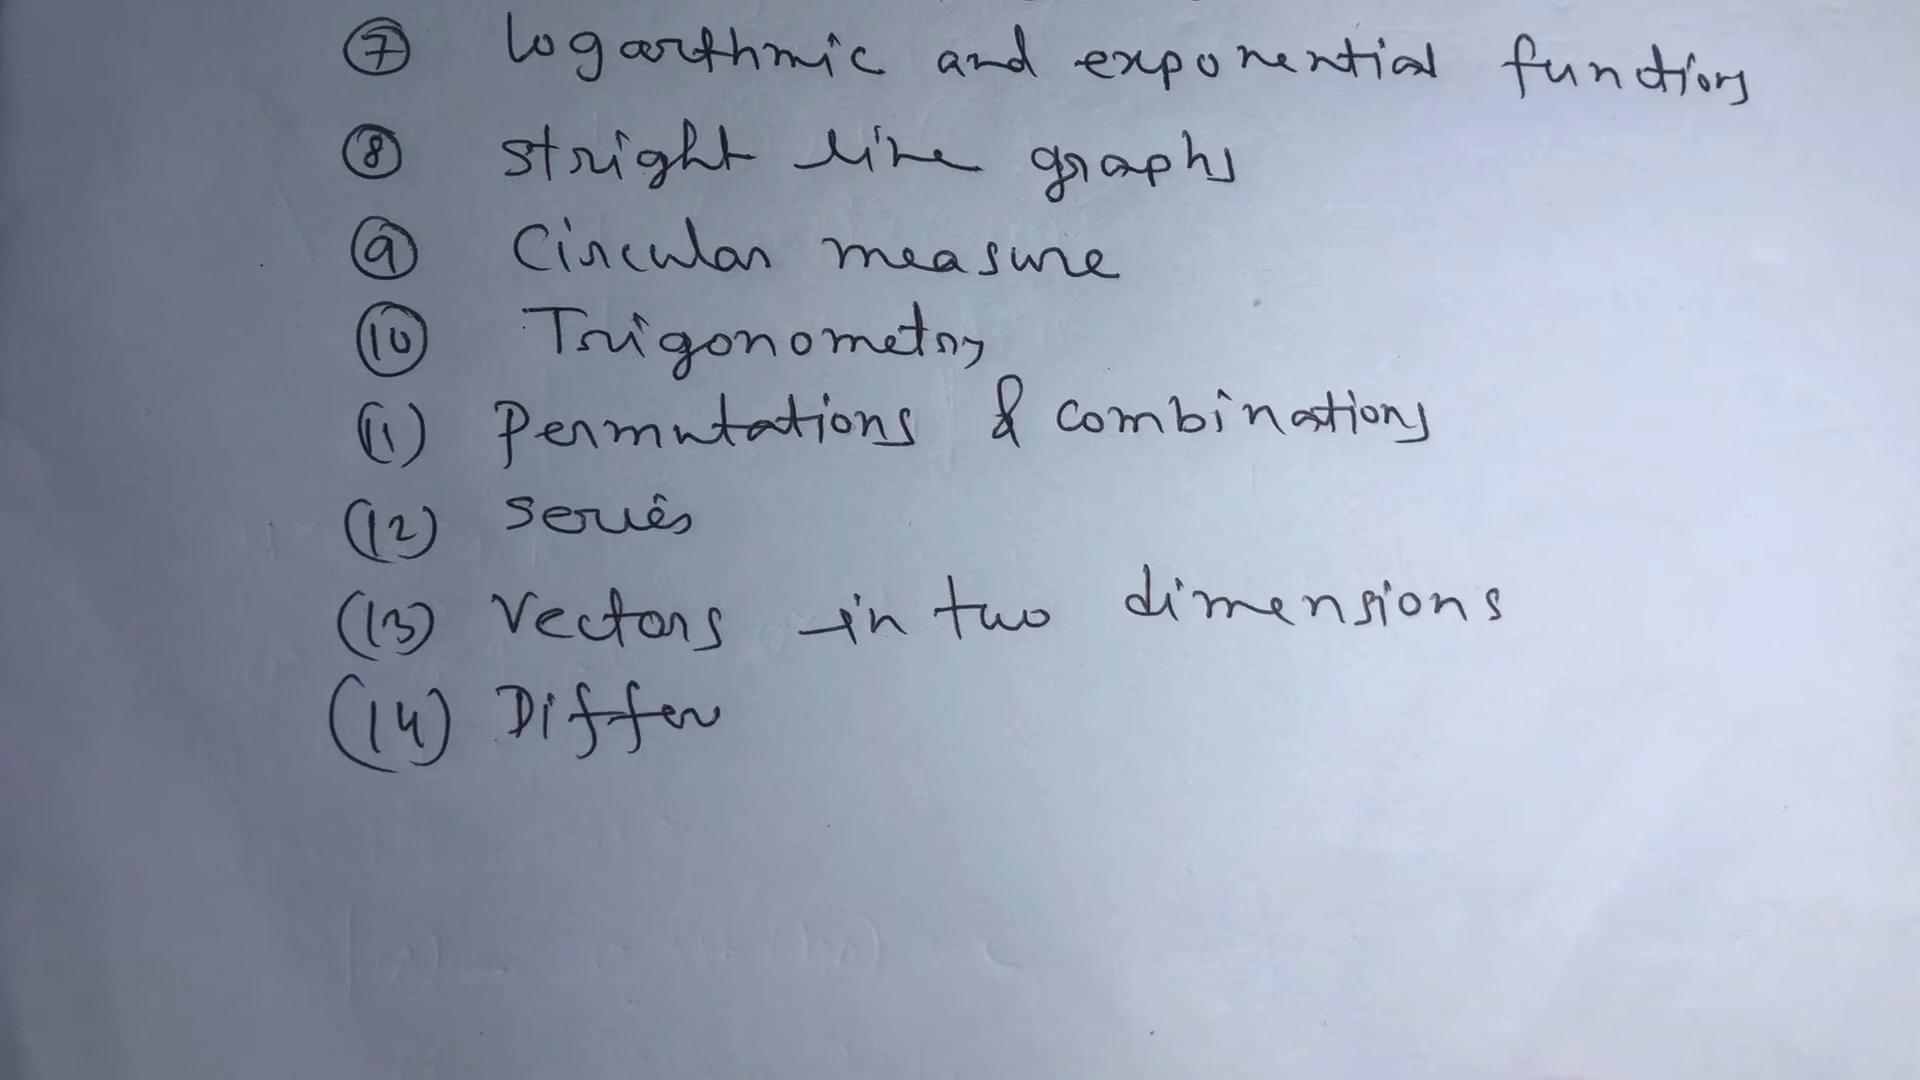 ⑦ logarithmic and exponential functions
⑧ stright line graphs
⑨ Circular measure
⑩ Trigonometry
(11) Permutations & combinations
(12) series
(13) Vectors in two dimensions
(14) Differ